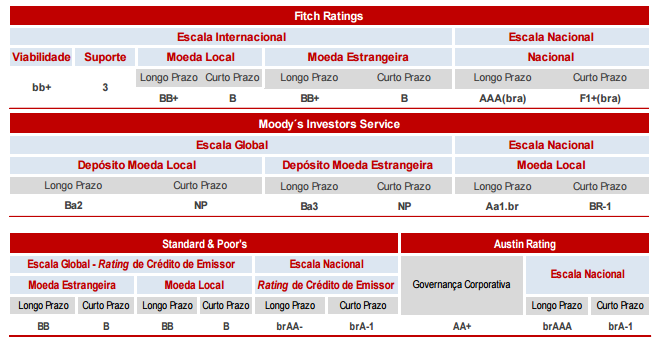 Fitch Ratings
Escala Internacional Escala Nacional
Viabilidade Suporte Moeda Local Moeda Estrangeira Nacional
Longo Prazo Curto Prazo Longo Prazo Curto Prazo Longo Prazo Curto Prazo
bb+ 3 BB+ B BB+ B AAA(bra) F1+(bra)
Moody´s Investors Service
Escala Global Escala Nacional
Depósito Moeda Local Depósito Moeda Estrangeira Moeda Local
Longo Prazo Curto Prazo Longo Prazo Curto Prazo Longo Prazo Curto Prazo
Ba2 NP Ba3 NP Aa1.br BR-1
Standard & Poor's Austin Rating
Escala Global - Rating de Crédito de Emissor Escala Nacional Governança Corporativa Escala Nacional
Moeda Estrangeira Moeda Local Rating de Crédito de Emissor
Longo Prazo Curto Prazo Longo Prazo Curto Prazo Longo Prazo Curto Prazo Longo Prazo Curto Prazo
BB B BB B brAA- brA-1 AA+ brAAA brA-1